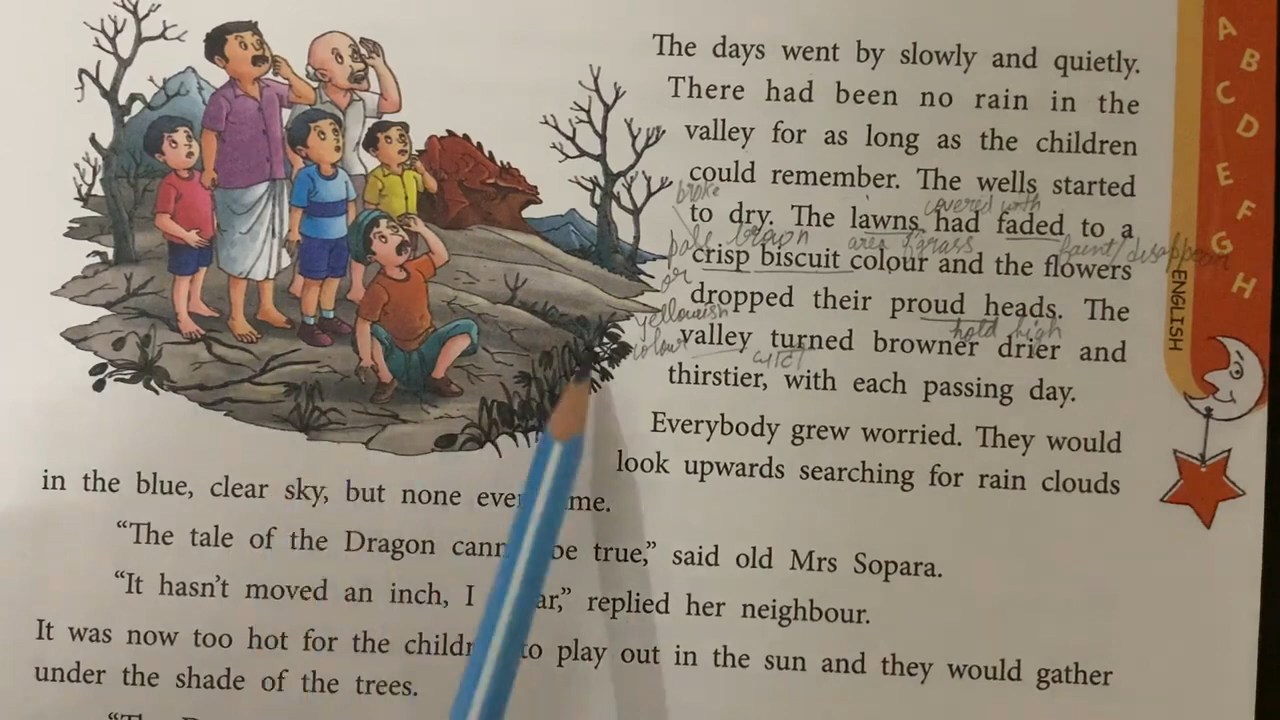 The days went by slowly and quietly.
There had been no rain in the
valley for as long as the children
could remember. The wells started
broke
covered with
to dry. The lawns had faded to a
pale brown
area of grass
faint/disappear
crisp biscuit colour and the flowers
or
dropped their proud heads. The
yellowish
hold high
valley turned browner drier and
colour
thirstier, with each passing day.
Everybody grew worried. They would
look upwards searching for rain clouds
in the blue, clear sky, but none me.
"The tale of the Dragon be true," said old Mrs Sopara.
"It hasn't moved an inch, I ar," replied her neighbour.
It was now too hot for the to play out in the sun and they would gather
under the shade of the trees.
A
B
C
D
E
F
G
H
ENGLISH